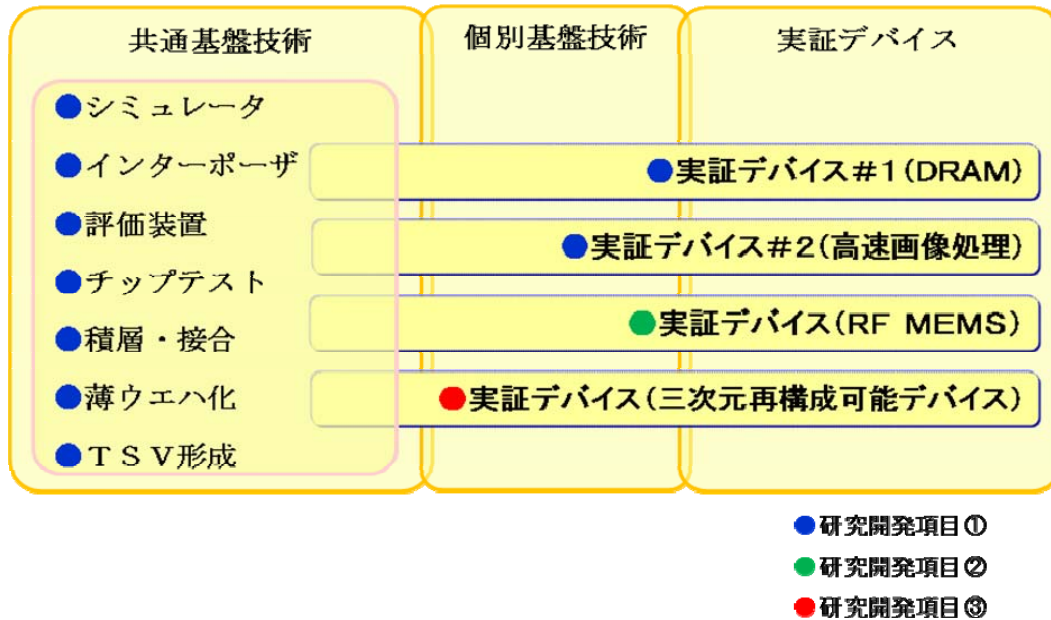 共通基盤技術
個別基盤技術
実証デバイス
●シミュレータ
●インターポーザ
●評価装置
●チップテスト
●積層・接合
●薄ウエハ化
●ＴＳＶ形成
●実証デバイス#1(DRAM)
●実証デバイス#2(高速画像処理)
●実証デバイス(RF MEMS)
●実証デバイス(三次元再構成可能デバイス)
●研究開発項目①
●研究開発項目②
●研究開発項目③